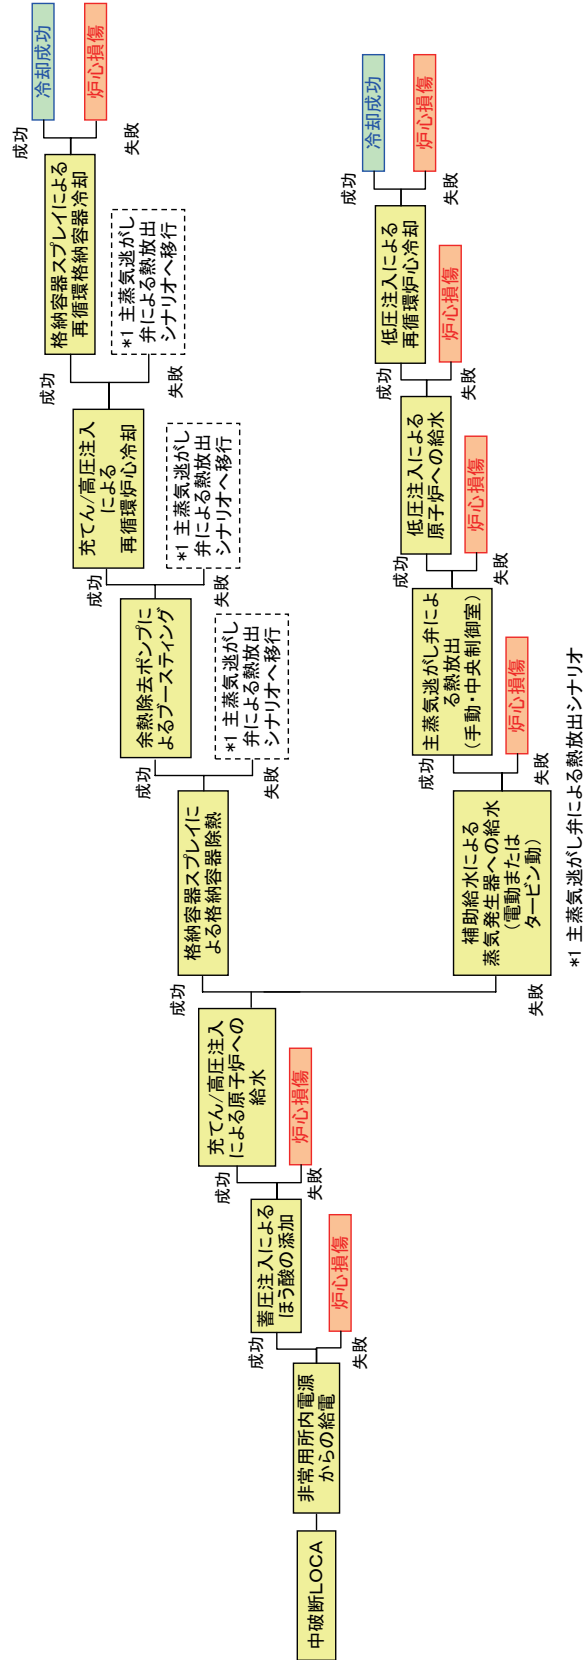 中破断LOCA
非常用所内電源
からの給電
成功
失敗
炉心損傷
蓄圧注入による
ほう酸の添加
成功
失敗
炉心損傷
充てん/高圧注入
による原子炉への
給水
成功
失敗
格納容器スプレイに
よる格納容器除熱
成功
失敗
*1 主蒸気逃がし
弁による熱放出
シナリオへ移行
余熱除去ポンプに
よるブースティング
成功
失敗
*1 主蒸気逃がし
弁による熱放出
シナリオへ移行
充てん/高圧注入
による
再循環炉心冷却
成功
失敗
*1 主蒸気逃がし
弁による熱放出
シナリオへ移行
格納容器スプレイによる
再循環格納容器冷却
成功
失敗
冷却成功
炉心損傷
補助給水による
蒸気発生器への給水
(電動または
タービン動)
成功
失敗
炉心損傷
主蒸気逃がし弁によ
る熱放出
(手動・中央制御室)
成功
失敗
炉心損傷
低圧注入による
原子炉への給水
成功
失敗
炉心損傷
低圧注入による
再循環炉心冷却
成功
失敗
冷却成功
炉心損傷
*1 主蒸気逃がし弁による熱放出シナリオ